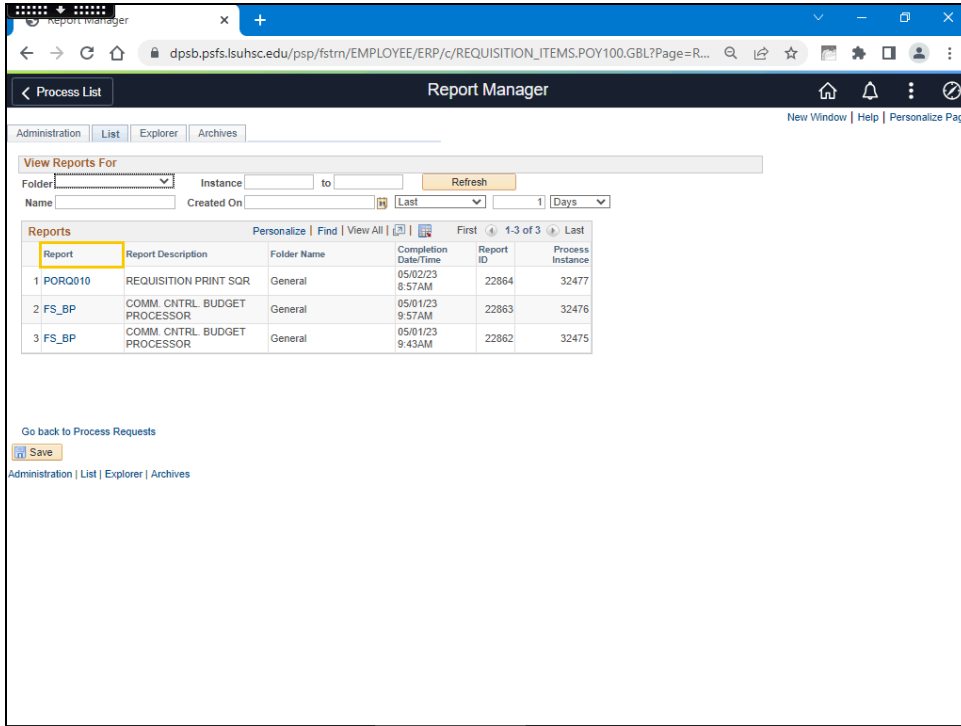 Report Manager
dpsb.psfs.lsuhsc.edu/psp/fstrn/EMPLOYEE/ERP/c/REQUISITION_ITEMS.POY100.GBL?Page=R...
Process List
Report Manager
New Window | Help | Personalize Pag
Administration List Explorer Archives
View Reports For
Folder Instance to Refresh
Name Created On Last 1 Days
Reports Personalize | Find | View All | First 1-3 of 3 Last
Report Report Description Folder Name Completion Date/Time Report ID Process Instance
1 PORQ010 REQUISITION PRINT SQR General 05/02/23 8:57AM 22864 32477
2 FS_BP COMM. CNTRL. BUDGET PROCESSOR General 05/01/23 9:57AM 22863 32476
3 FS_BP COMM. CNTRL. BUDGET PROCESSOR General 05/01/23 9:43AM 22862 32475
Go back to Process Requests
Save
Administration | List | Explorer | Archives